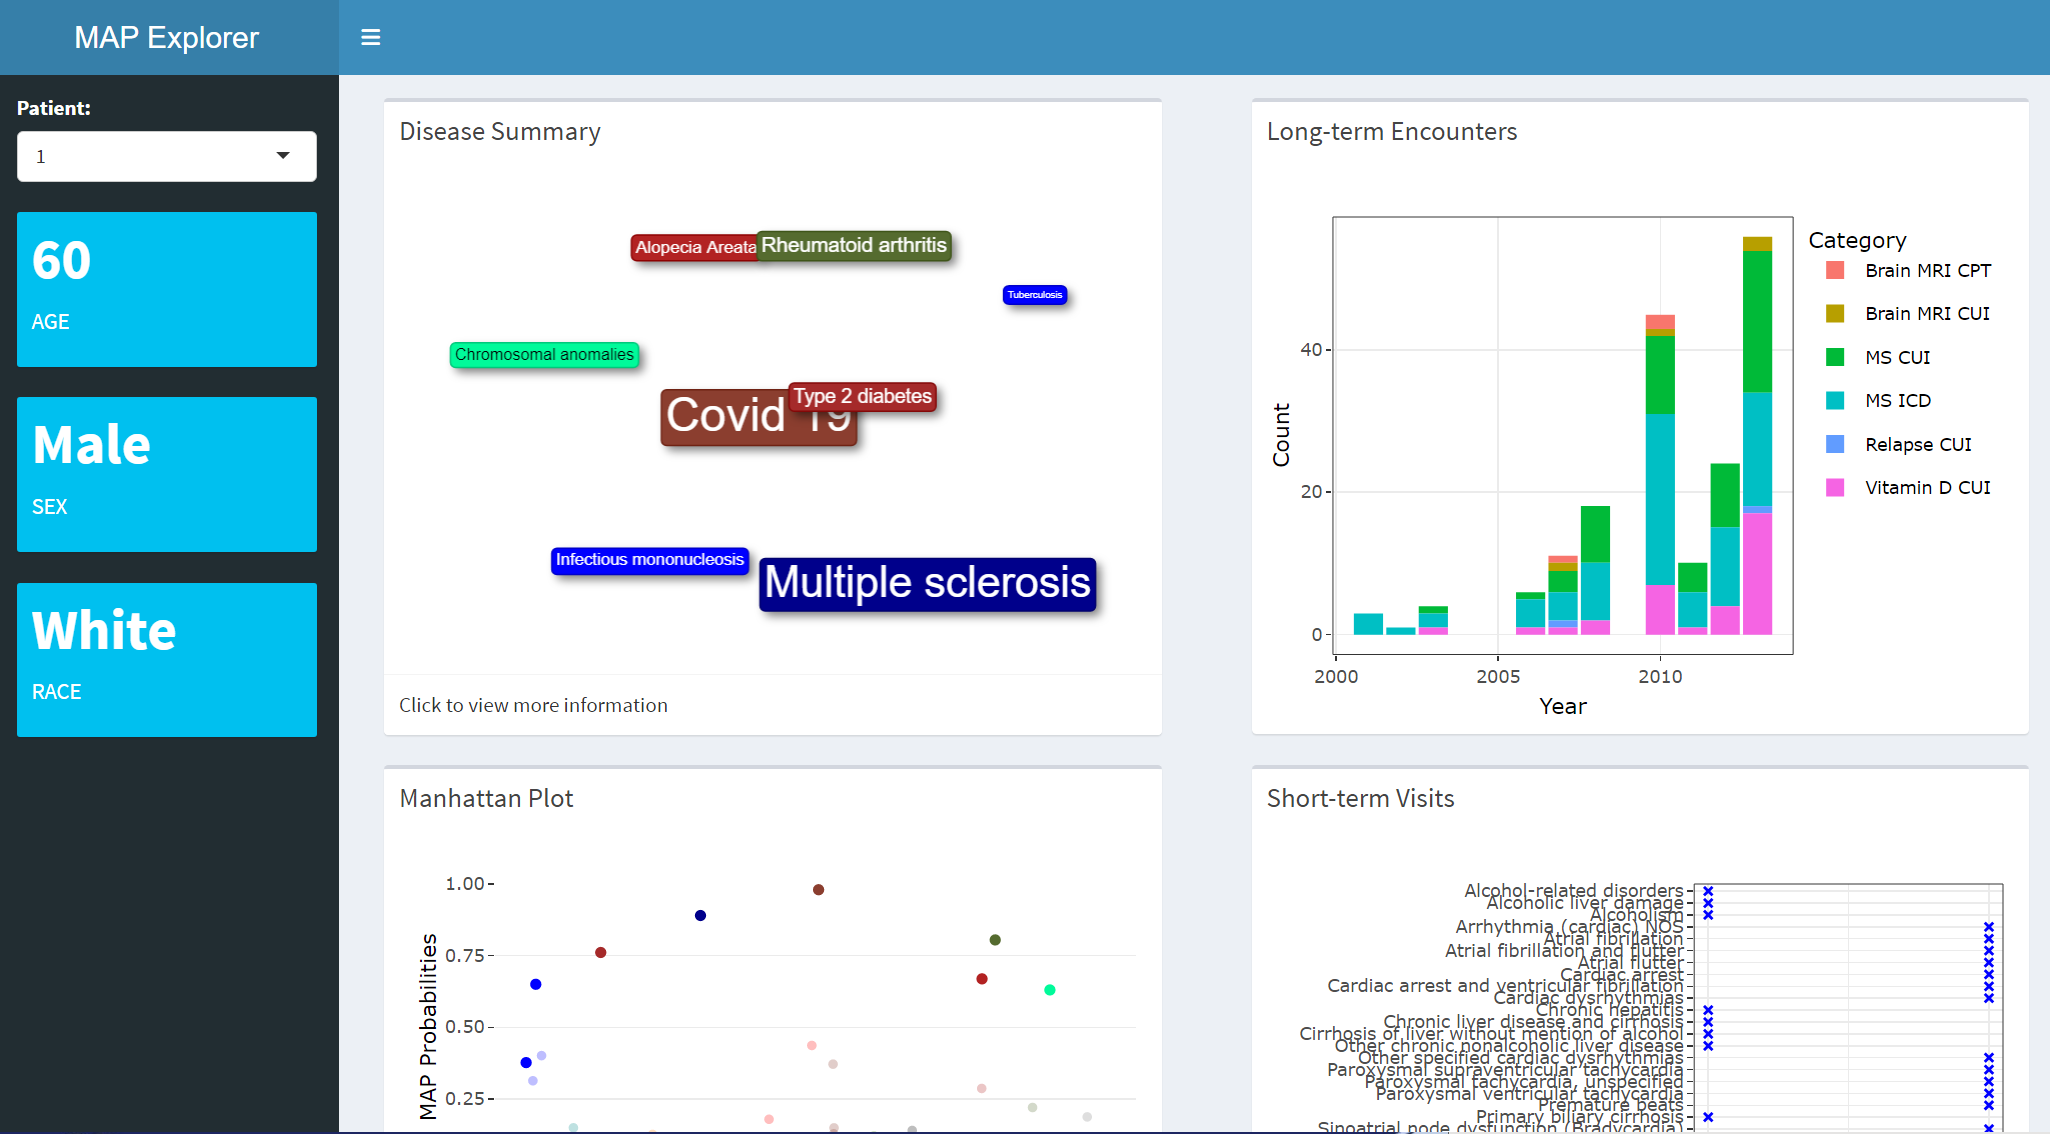 MAP Explorer
Patient:
1
60
AGE
Male
SEX
White
RACE
Disease Summary
Alopecia Areata
Rheumatoid arthritis
Tuberculosis
Chromosomal anomalies
Covid 19
Type 2 diabetes
Infectious mononucleosis
Multiple sclerosis
Click to view more information
Long-term Encounters
Count
40
20
0
2000
2005
2010
Year
Category
Brain MRI CPT
Brain MRI CUI
MS CUI
MS ICD
Relapse CUI
Vitamin D CUI
Manhattan Plot
MAP Probabilities
1.00
0.75
0.50
0.25
Short-term Visits
Alcohol-related disorders
Alcoholic liver damage
Alcoholism
Arrhythmia (cardiac) NOS
Atrial fibrillation
Atrial fibrillation and flutter
Atrial flutter
Cardiac arrest
Cardiac arrest and ventricular fibrillation
Cardiac dysrhythmias
Chronic hepatitis
Chronic liver disease and cirrhosis
Cirrhosis of liver without mention of alcohol
Other chronic nonalcoholic liver disease
Other specified cardiac dysrhythmias
Paroxysmal supraventricular tachycardia
Paroxysmal tachycardia, unspecified
Paroxysmal ventricular tachycardia
Premature beats
Primary biliary cirrhosis
Sinoatrial node dysfunction (Bradycardia)